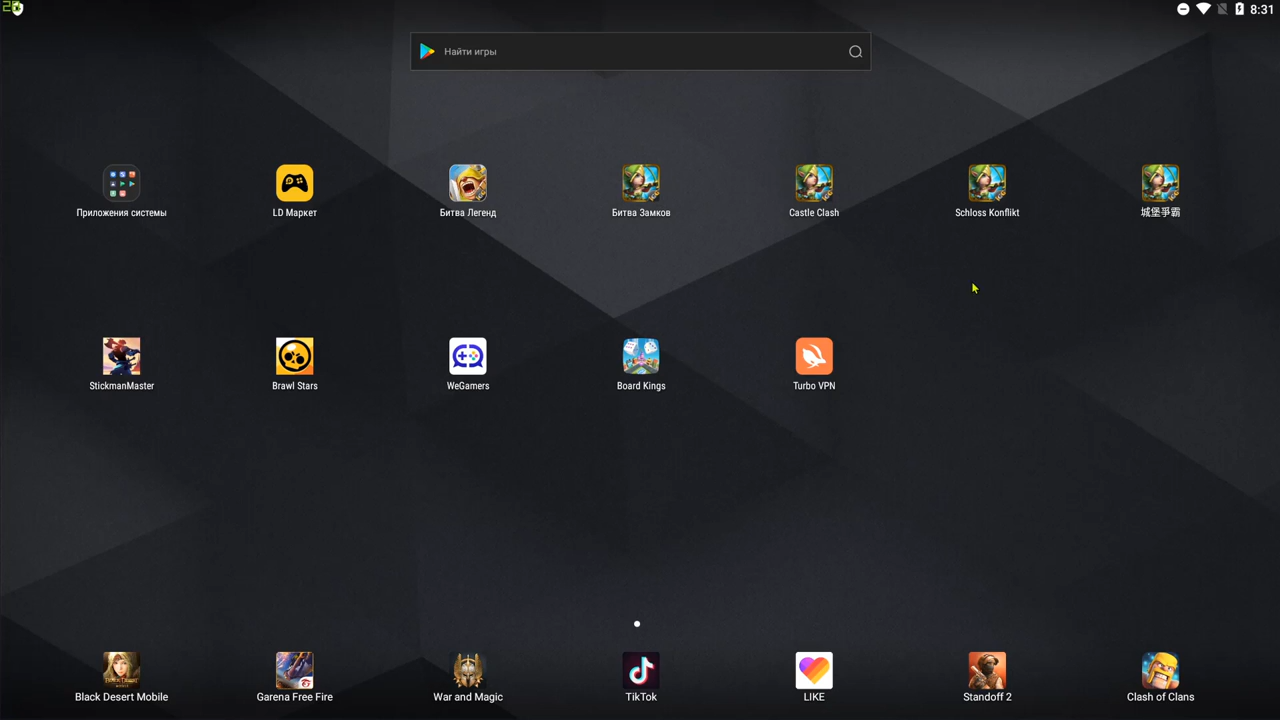 8:31
Найти игры
Приложения системы
LD Маркет
Битва Легенд
Битва Замков
Castle Clash
Schloss Konflikt
城堡爭霸
StickmanMaster
Brawl Stars
WeGamers
Board Kings
Turbo VPN
Black Desert Mobile
Garena Free Fire
War and Magic
TikTok
LIKE
Standoff 2
Clash of Clans